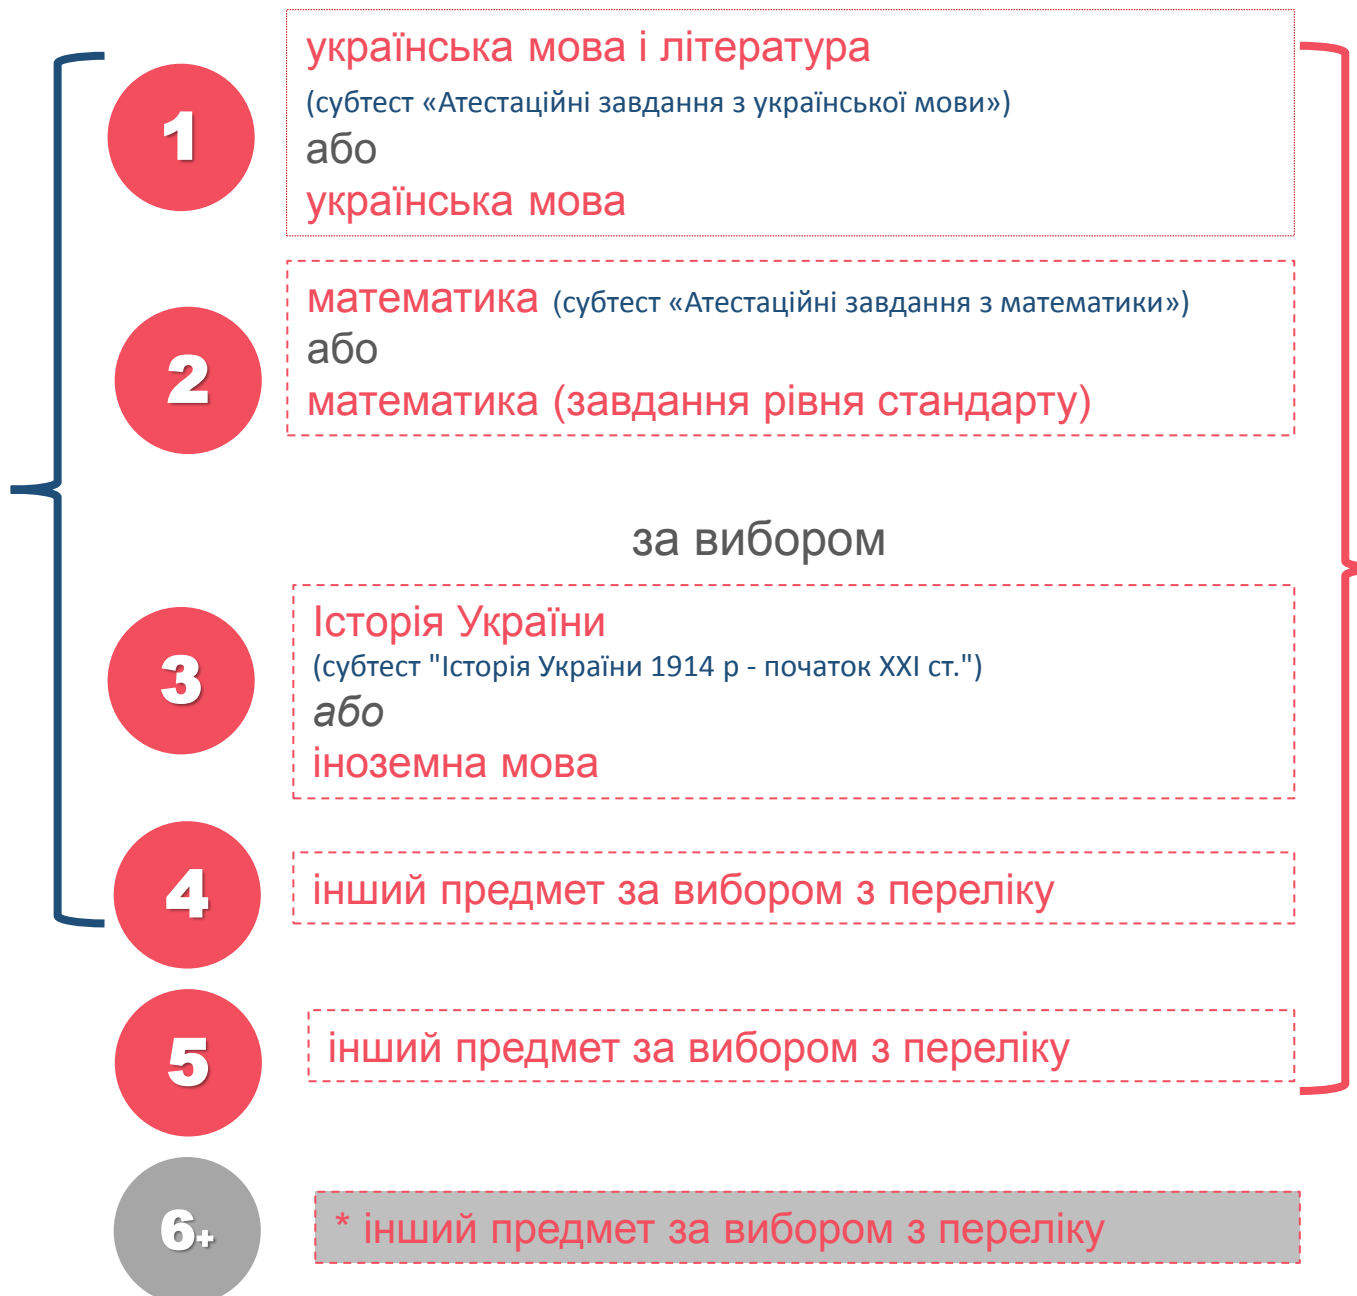 1
українська мова і література
(субтест «Атестаційні завдання з української мови»)
або
українська мова
2
математика (субтест «Атестаційні завдання з математики»)
або
математика (завдання рівня стандарту)
за вибором
3
Історія України
(субтест "Історія України 1914 р - початок XXI ст.")
або
іноземна мова
4
інший предмет за вибором з переліку
5
інший предмет за вибором з переліку
6+
* інший предмет за вибором з переліку